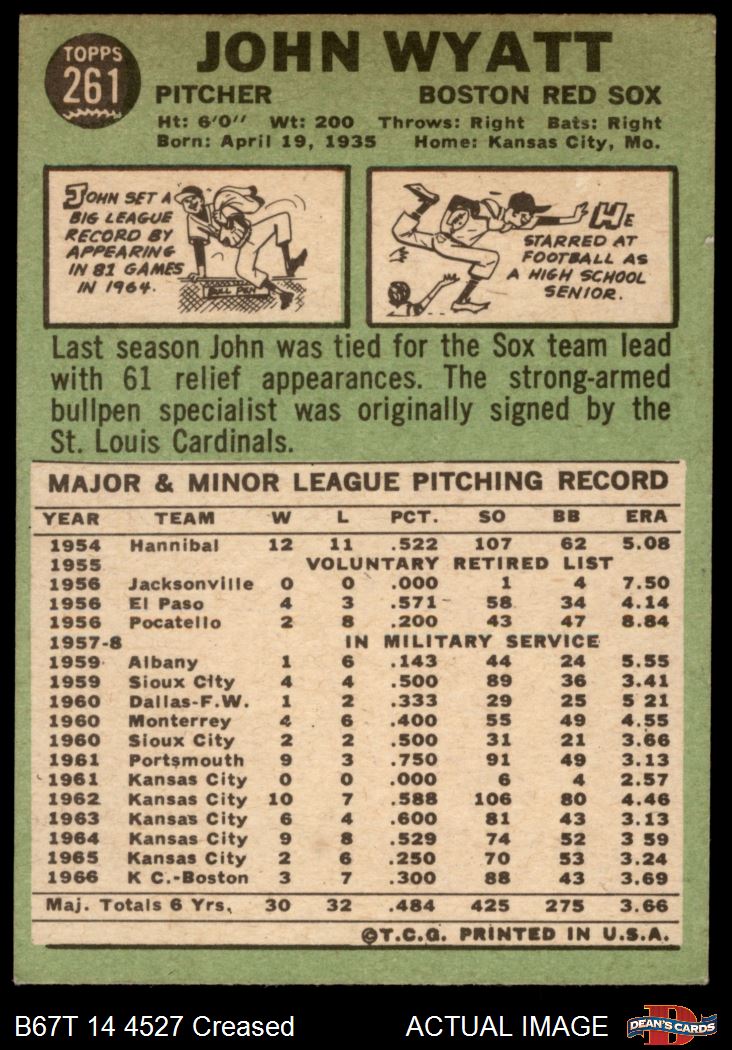 TOPPS
261
JOHN WYATT
PITCHER BOSTON RED SOX
Ht: 6'0" Wt: 200 Throws: Right Bats: Right
Born: April 19, 1935 Home: Kansas City, Mo.
JOHN SET A
BIG LEAGUE
RECORD BY
APPEARING
IN 81 GAMES
IN 1964.
BULL PEN
HE
STARRED AT
FOOTBALL AS
A HIGH SCHOOL
SENIOR.
Last season John was tied for the Sox team lead
with 61 relief appearances. The strong-armed
bullpen specialist was originally signed by the
St. Louis Cardinals.
MAJOR & MINOR LEAGUE PITCHING RECORD
YEAR TEAM W L PCT. SO BB ERA
1954 Hannibal 12 11 .522 107 62 5.08
1955 VOLUNTARY RETIRED LIST
1956 Jacksonville 0 0 .000 1 4 7.50
1956 El Paso 4 3 .571 58 34 4.14
1956 Pocatello 2 8 .200 43 47 8.84
1957-8 IN MILITARY SERVICE
1959 Albany 1 6 .143 44 24 5.55
1959 Sioux City 4 4 .500 89 36 3.41
1960 Dallas-F.W. 1 2 .333 29 25 5 21
1960 Monterrey 4 6 .400 55 49 4.55
1960 Sioux City 2 2 .500 31 21 3.66
1961 Portsmouth 9 3 .750 91 49 3.13
1961 Kansas City 0 0 .000 6 4 2.57
1962 Kansas City 10 7 .588 106 80 4.46
1963 Kansas City 6 4 .600 81 43 3.13
1964 Kansas City 9 8 .529 74 52 3 59
1965 Kansas City 2 6 .250 70 53 3.24
1966 K C.-Boston 3 7 .300 88 43 3.69
Maj. Totals 6 Yrs. 30 32 .484 425 275 3.66
©T.C.G. PRINTED IN U.S.A.
B67T 14 4527 Creased ACTUAL IMAGE
DEAN'S CARDS